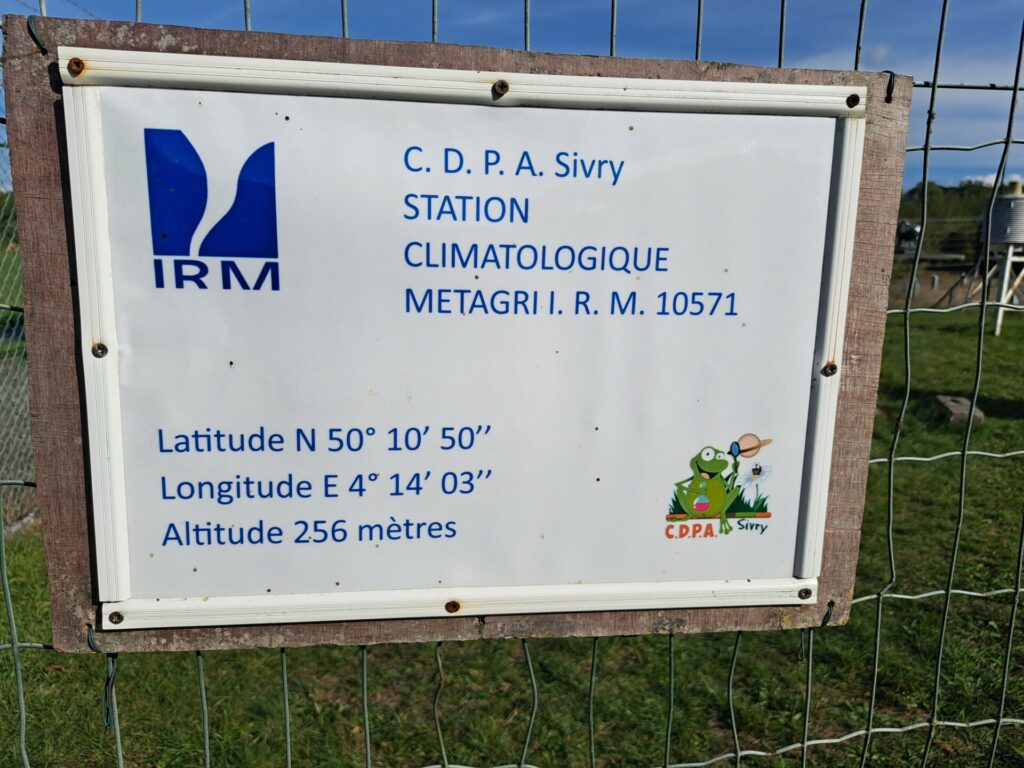 IRM
C. D. P. A. Sivry
STATION
CLIMATOLOGIQUE
METAGRI I. R. M. 10571
Latitude N 50° 10’ 50’’
Longitude E 4° 14’ 03’’
Altitude 256 mètres
C.D.P.A. Sivry